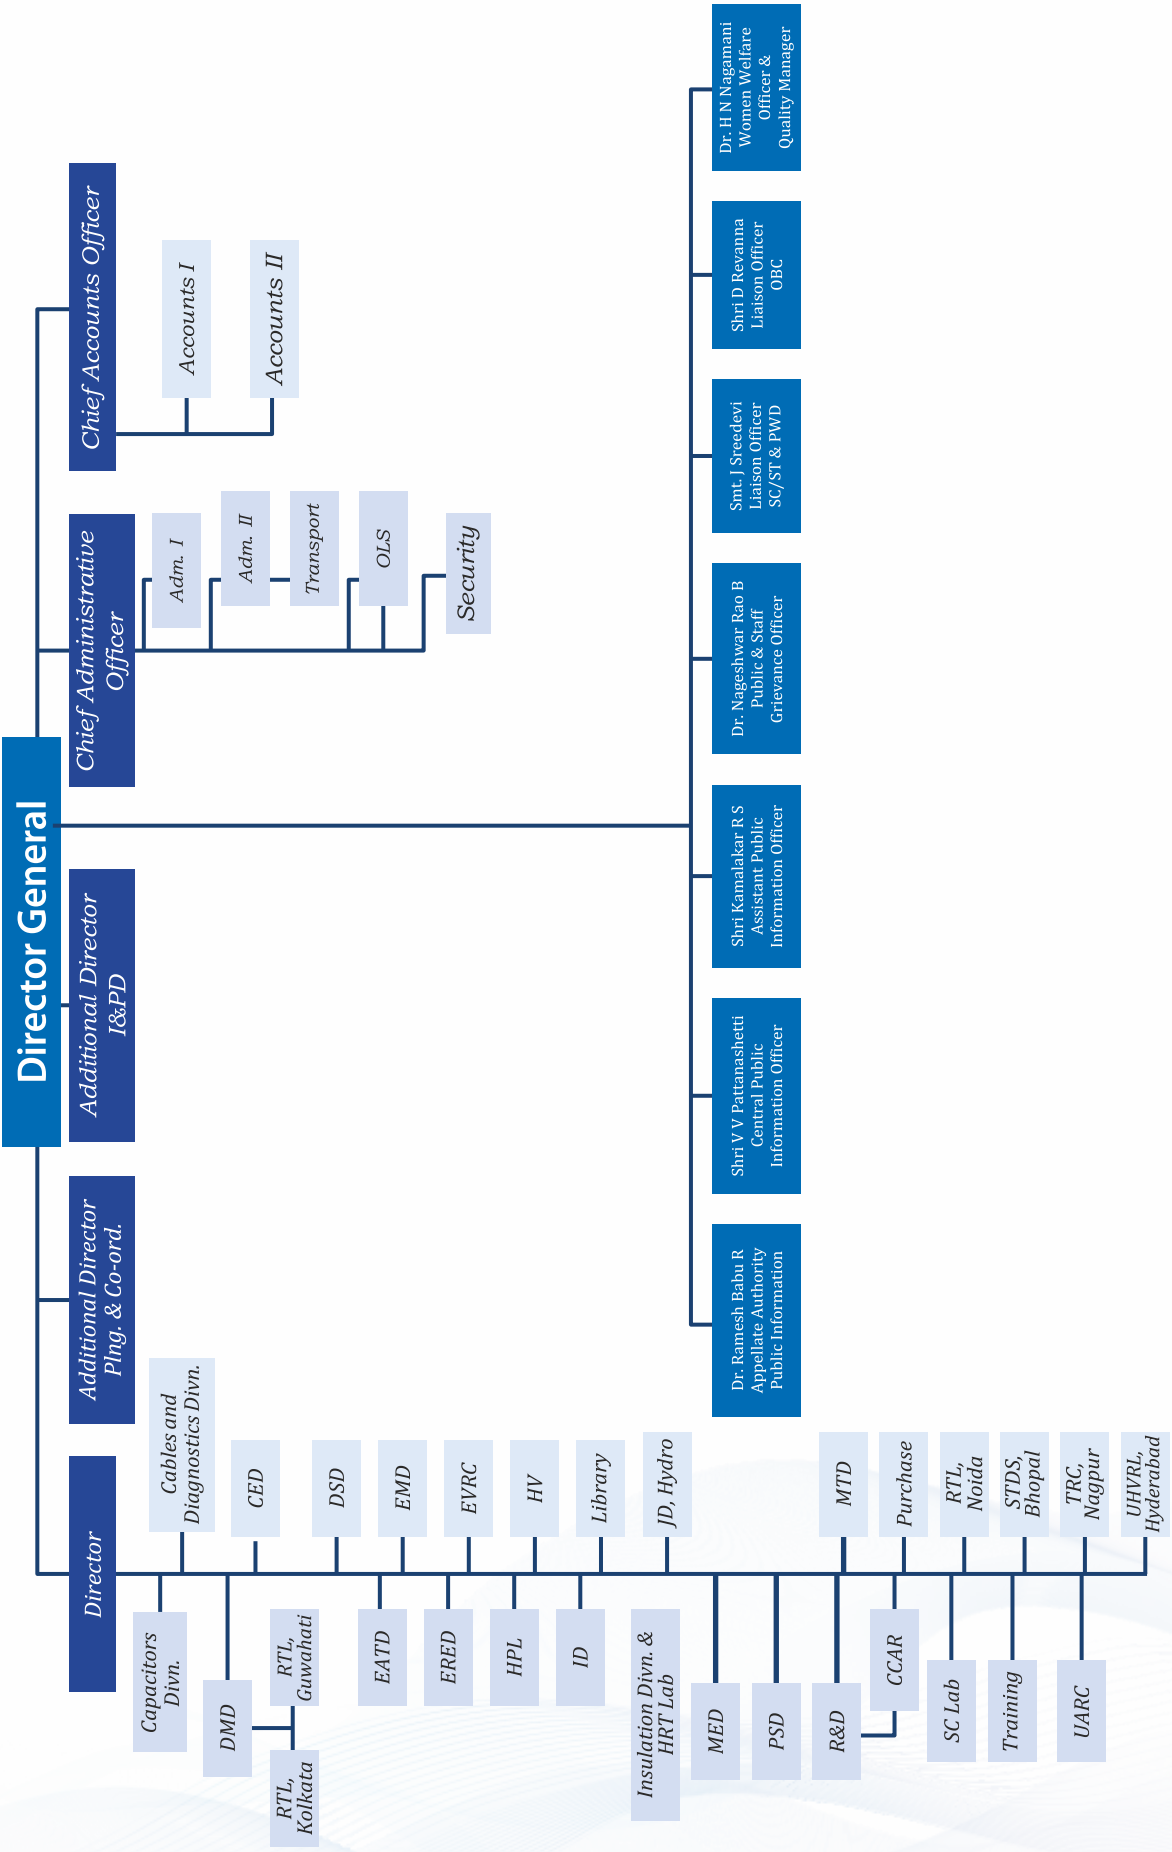 Director General
Director
Additional Director
Plng. & Co-ord.
Additional Director
I&PD
Chief Administrative
Officer
Chief Accounts Officer
Capacitors
Divn.
Cables and
Diagnostics Divn.
DMD
CED
RTL,
Kolkata
RTL,
Guwahati
DSD
EATD
EMD
ERED
EVRC
HPL
HV
ID
Library
Insulation Divn. &
HRT Lab
JD, Hydro
MED
PSD
R&D
MTD
CCAR
Purchase
SC Lab
RTL,
Noida
Training
STDS,
Bhopal
UARC
TRC,
Nagpur
UHVRL,
Hyderabad
Adm. I
Adm. II
Transport
OLS
Security
Accounts I
Accounts II
Dr. Ramesh Babu R
Appellate Authority
Public Information
Shri V V Pattanashetti
Central Public
Information Officer
Shri Kamalakar R S
Assistant Public
Information Officer
Dr. Nageshwar Rao B
Public & Staff
Grievance Officer
Smt. J Sreedevi
Liaison Officer
SC/ST & PWD
Shri D Revanna
Liaison Officer
OBC
Dr. H N Nagamani
Women Welfare
Officer &
Quality Manager